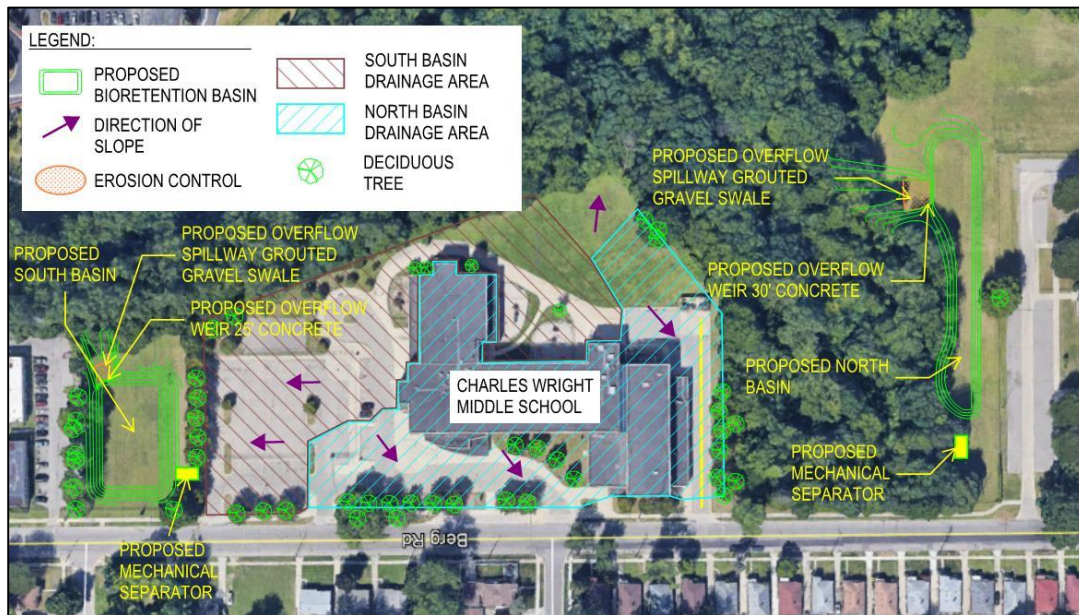 LEGEND:
PROPOSED
BIORETENTION BASIN
DIRECTION OF
SLOPE
EROSION CONTROL
SOUTH BASIN
DRAINAGE AREA
NORTH BASIN
DRAINAGE AREA
DECIDUOUS
TREE
PROPOSED
SOUTH BASIN
PROPOSED OVERFLOW
SPILLWAY GROUTED
GRAVEL SWALE
PROPOSED OVERFLOW
WEIR 25' CONCRETE
PROPOSED OVERFLOW
SPILLWAY GROUTED
GRAVEL SWALE
PROPOSED OVERFLOW
WEIR 30' CONCRETE
CHARLES WRIGHT
MIDDLE SCHOOL
PROPOSED NORTH
BASIN
PROPOSED
MECHANICAL
SEPARATOR
PROPOSED
MECHANICAL
SEPARATOR
Berg Rd